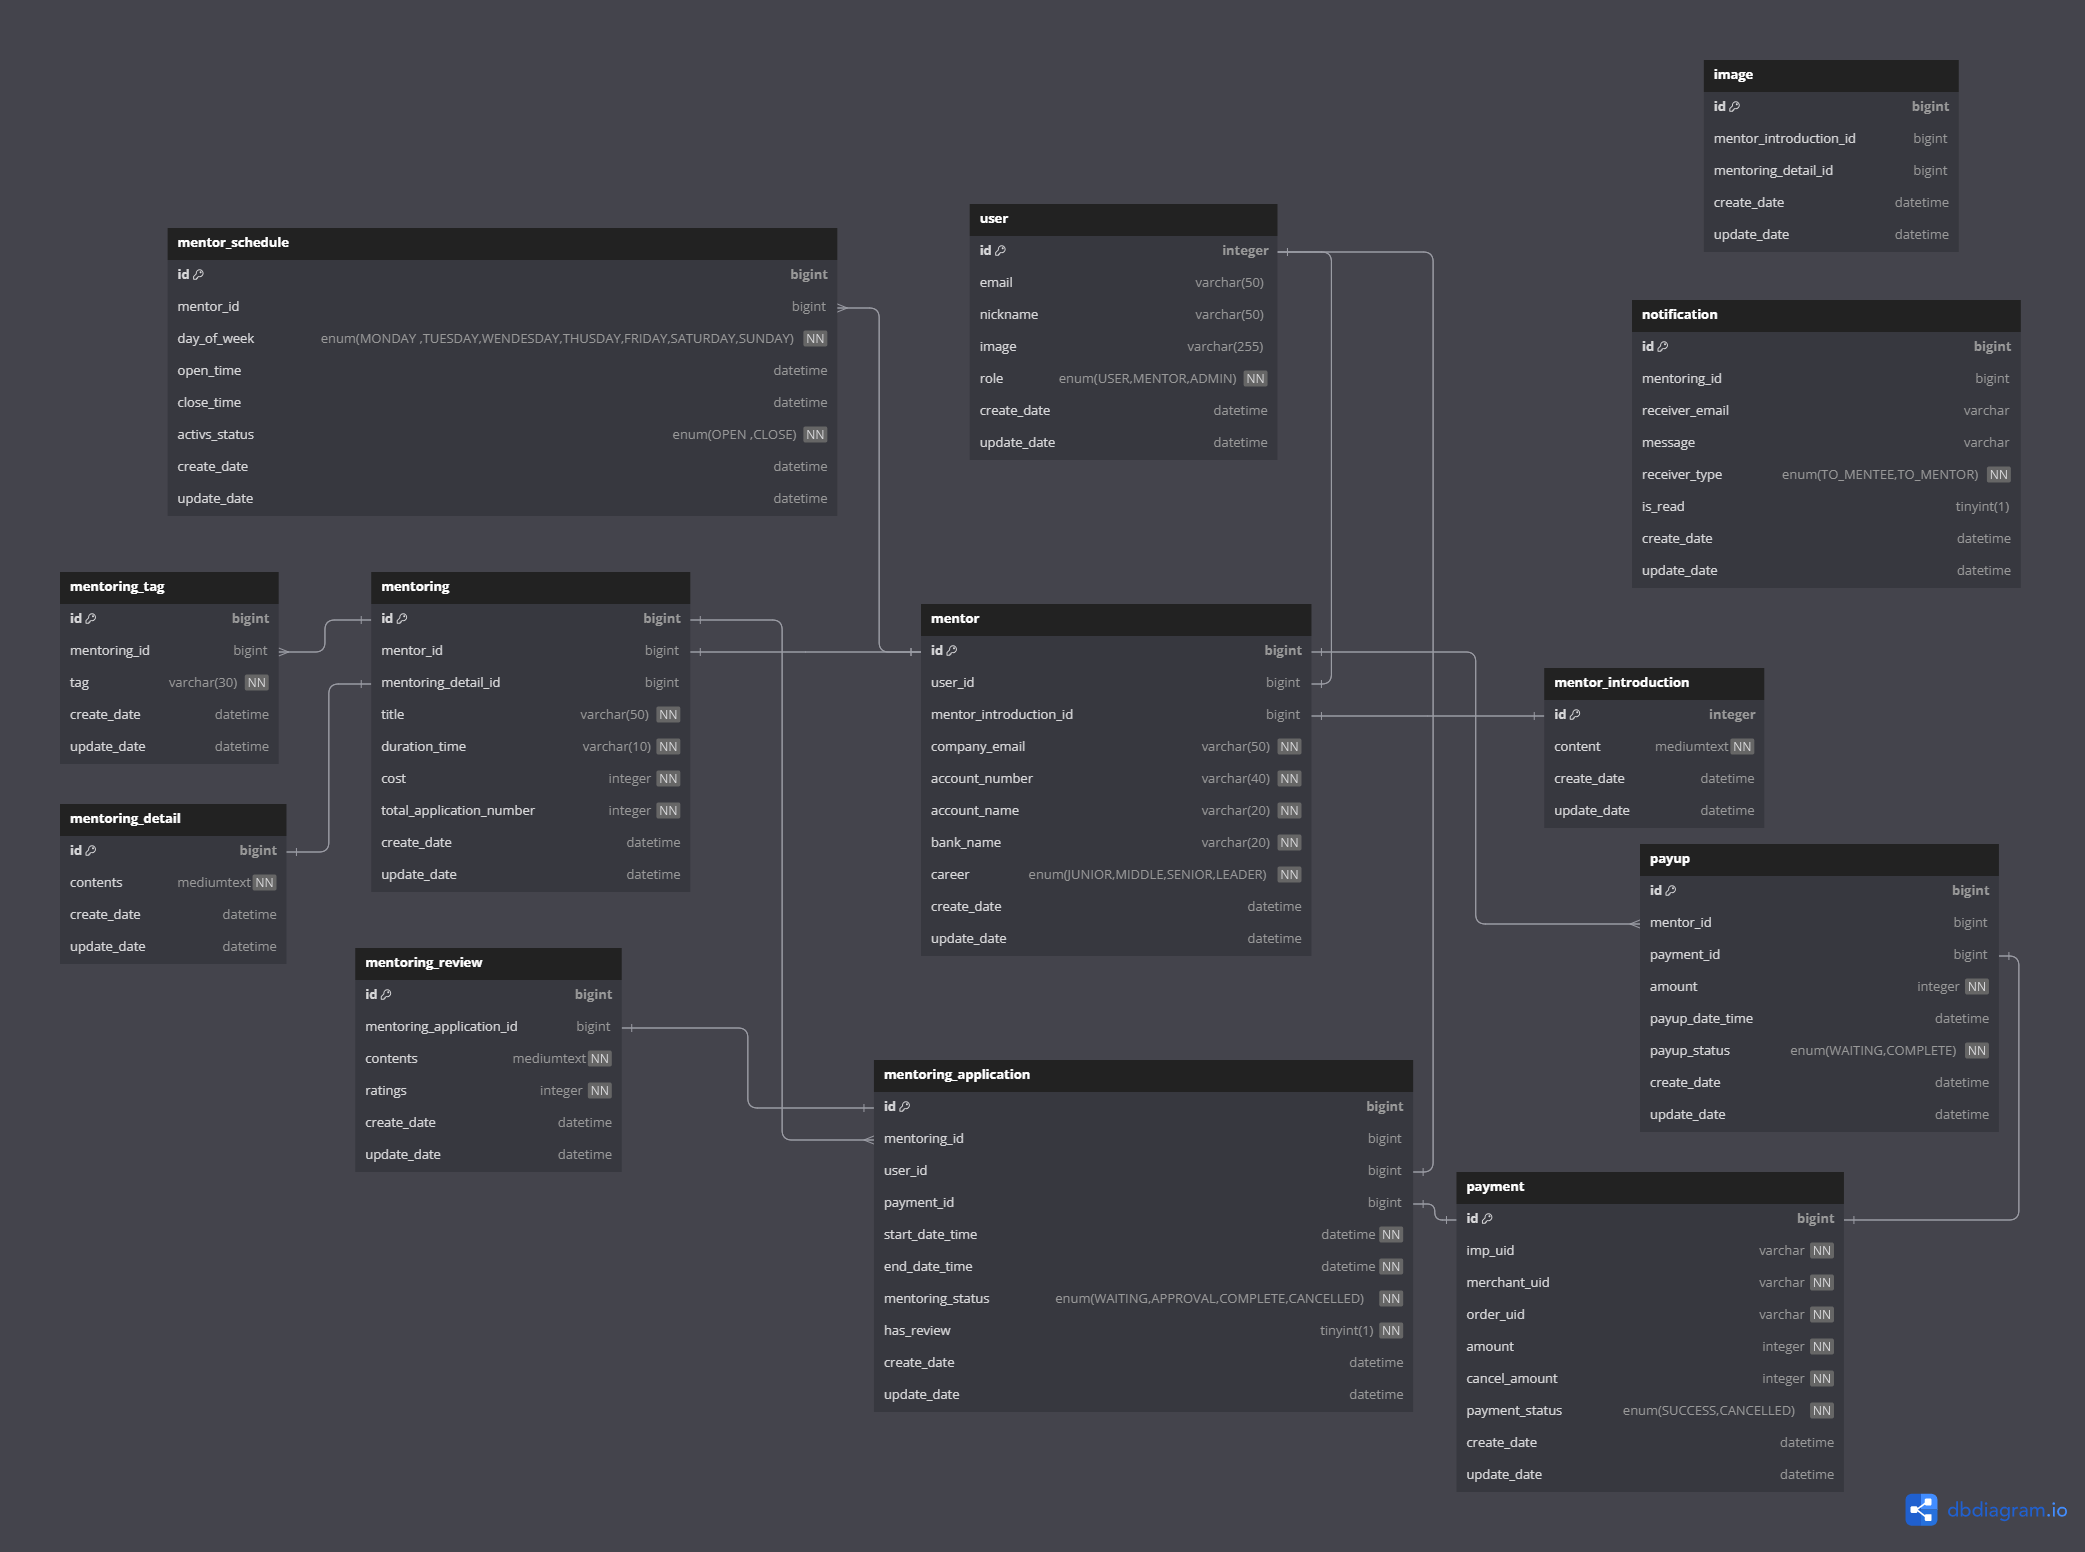 image
id bigint
mentor_introduction_id bigint
mentoring_detail_id bigint
create_date datetime
update_date datetime
user
id integer
email varchar(50)
nickname varchar(50)
image varchar(255)
role enum(USER,MENTOR,ADMIN) NN
create_date datetime
update_date datetime
mentor_schedule
id bigint
mentor_id bigint
day_of_week enum(MONDAY ,TUESDAY,WENDESDAY,THUSDAY,FRIDAY,SATURDAY,SUNDAY) NN
open_time datetime
close_time datetime
activs_status enum(OPEN ,CLOSE) NN
create_date datetime
update_date datetime
notification
id bigint
mentoring_id bigint
receiver_email varchar
message varchar
receiver_type enum(TO_MENTEE,TO_MENTOR) NN
is_read tinyint(1)
create_date datetime
update_date datetime
mentoring_tag
id bigint
mentoring_id bigint
tag varchar(30) NN
create_date datetime
update_date datetime
mentoring
id bigint
mentor_id bigint
mentoring_detail_id bigint
title varchar(50) NN
duration_time varchar(10) NN
cost integer NN
total_application_number integer NN
create_date datetime
update_date datetime
mentor
id bigint
user_id bigint
mentor_introduction_id bigint
company_email varchar(50) NN
account_number varchar(40) NN
account_name varchar(20) NN
bank_name varchar(20) NN
career enum(JUNIOR,MIDDLE,SENIOR,LEADER) NN
create_date datetime
update_date datetime
mentor_introduction
id integer
content mediumtext NN
create_date datetime
update_date datetime
mentoring_detail
id bigint
contents mediumtext NN
create_date datetime
update_date datetime
payup
id bigint
mentor_id bigint
payment_id bigint
amount integer NN
payup_date_time datetime
payup_status enum(WAITING,COMPLETE) NN
create_date datetime
update_date datetime
mentoring_review
id bigint
mentoring_application_id bigint
contents mediumtext NN
ratings integer NN
create_date datetime
update_date datetime
mentoring_application
id bigint
mentoring_id bigint
user_id bigint
payment_id bigint
start_date_time datetime NN
end_date_time datetime NN
mentoring_status enum(WAITING,APPROVAL,COMPLETE,CANCELLED) NN
has_review tinyint(1) NN
create_date datetime
update_date datetime
payment
id bigint
imp_uid varchar NN
merchant_uid varchar NN
order_uid varchar NN
amount integer NN
cancel_amount integer NN
payment_status enum(SUCCESS,CANCELLED) NN
create_date datetime
update_date datetime
dbdiagram.io